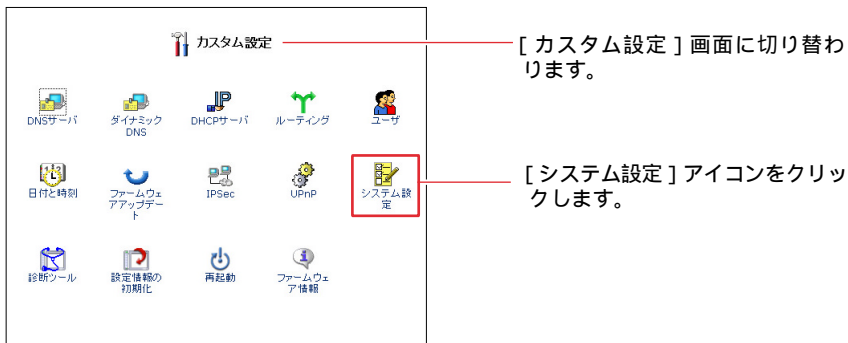 カスタム設定
[ カスタム設定 ] 画面に切り替わ
ります。
DNSサーバ
ダイナミック
DNS
DHCPサーバ
ルーティング
ユーザ
日付と時刻
ファームウェ
アアップデー
ト
IPSec
UPnP
システム設
定
[ システム設定 ] アイコンをクリッ
クします。
診断ツール
設定情報の
初期化
再起動
ファームウェ
ア情報